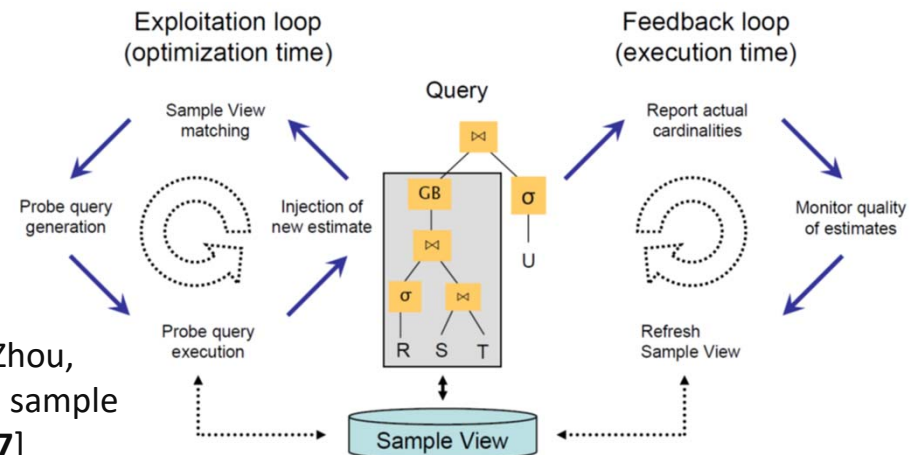 Exploitation loop
(optimization time)
Feedback loop
(execution time)
Query
Sample View
matching
Probe query
generation
Injection of
new estimate
Probe query
execution
⋈
GB
σ
⋈
U
σ
⋈
R S T
Report actual
cardinalities
Monitor quality
of estimates
Refresh
Sample View
Sample View
Zhou,
sample
7]